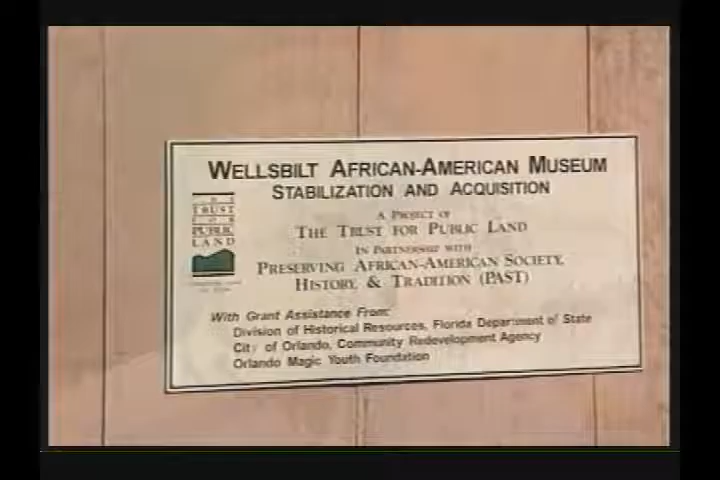 WELLSBILT AFRICAN-AMERICAN MUSEUM
STABILIZATION AND ACQUISITION
A PROJECT OF
THE TRUST FOR PUBLIC LAND
IN PARTNERSHIP WITH
PRESERVING AFRICAN-AMERICAN SOCIETY,
HISTORY, & TRADITION (PAST)
THE
TRUST
FOR
PUBLIC
LAND
With Grant Assistance From:
Division of Historical Resources, Florida Department of State
City of Orlando, Community Redevelopment Agency
Orlando Magic Youth Foundation